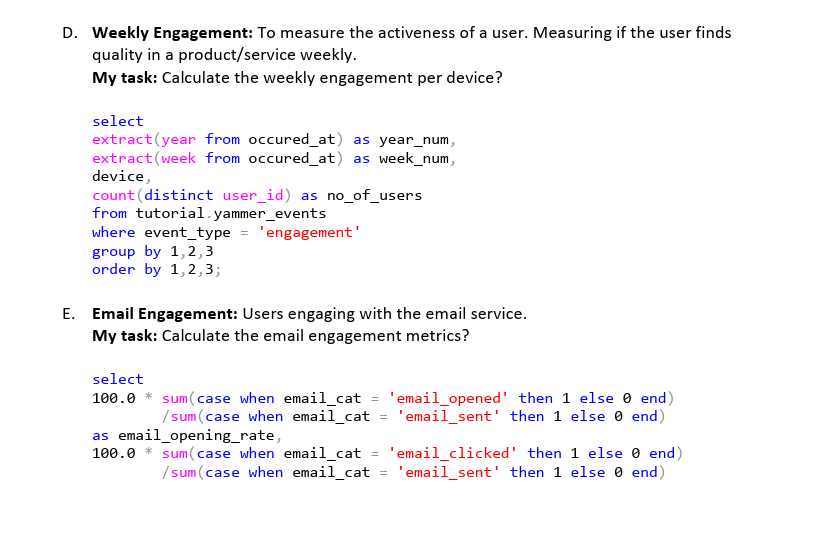 D. Weekly Engagement: To measure the activeness of a user. Measuring if the user finds
quality in a product/service weekly.
My task: Calculate the weekly engagement per device?
select
extract(year from occured_at) as year_num,
extract(week from occured_at) as week_num,
device,
count(distinct user_id) as no_of_users
from tutorial.yammer_events
where event_type = 'engagement'
group by 1,2,3
order by 1,2,3;
E. Email Engagement: Users engaging with the email service.
My task: Calculate the email engagement metrics?
select
100.0 * sum(case when email_cat = 'email_opened' then 1 else 0 end)
/sum(case when email_cat = 'email_sent' then 1 else 0 end)
as email_opening_rate,
100.0 * sum(case when email_cat = 'email_clicked' then 1 else 0 end)
/sum(case when email_cat = 'email_sent' then 1 else 0 end)